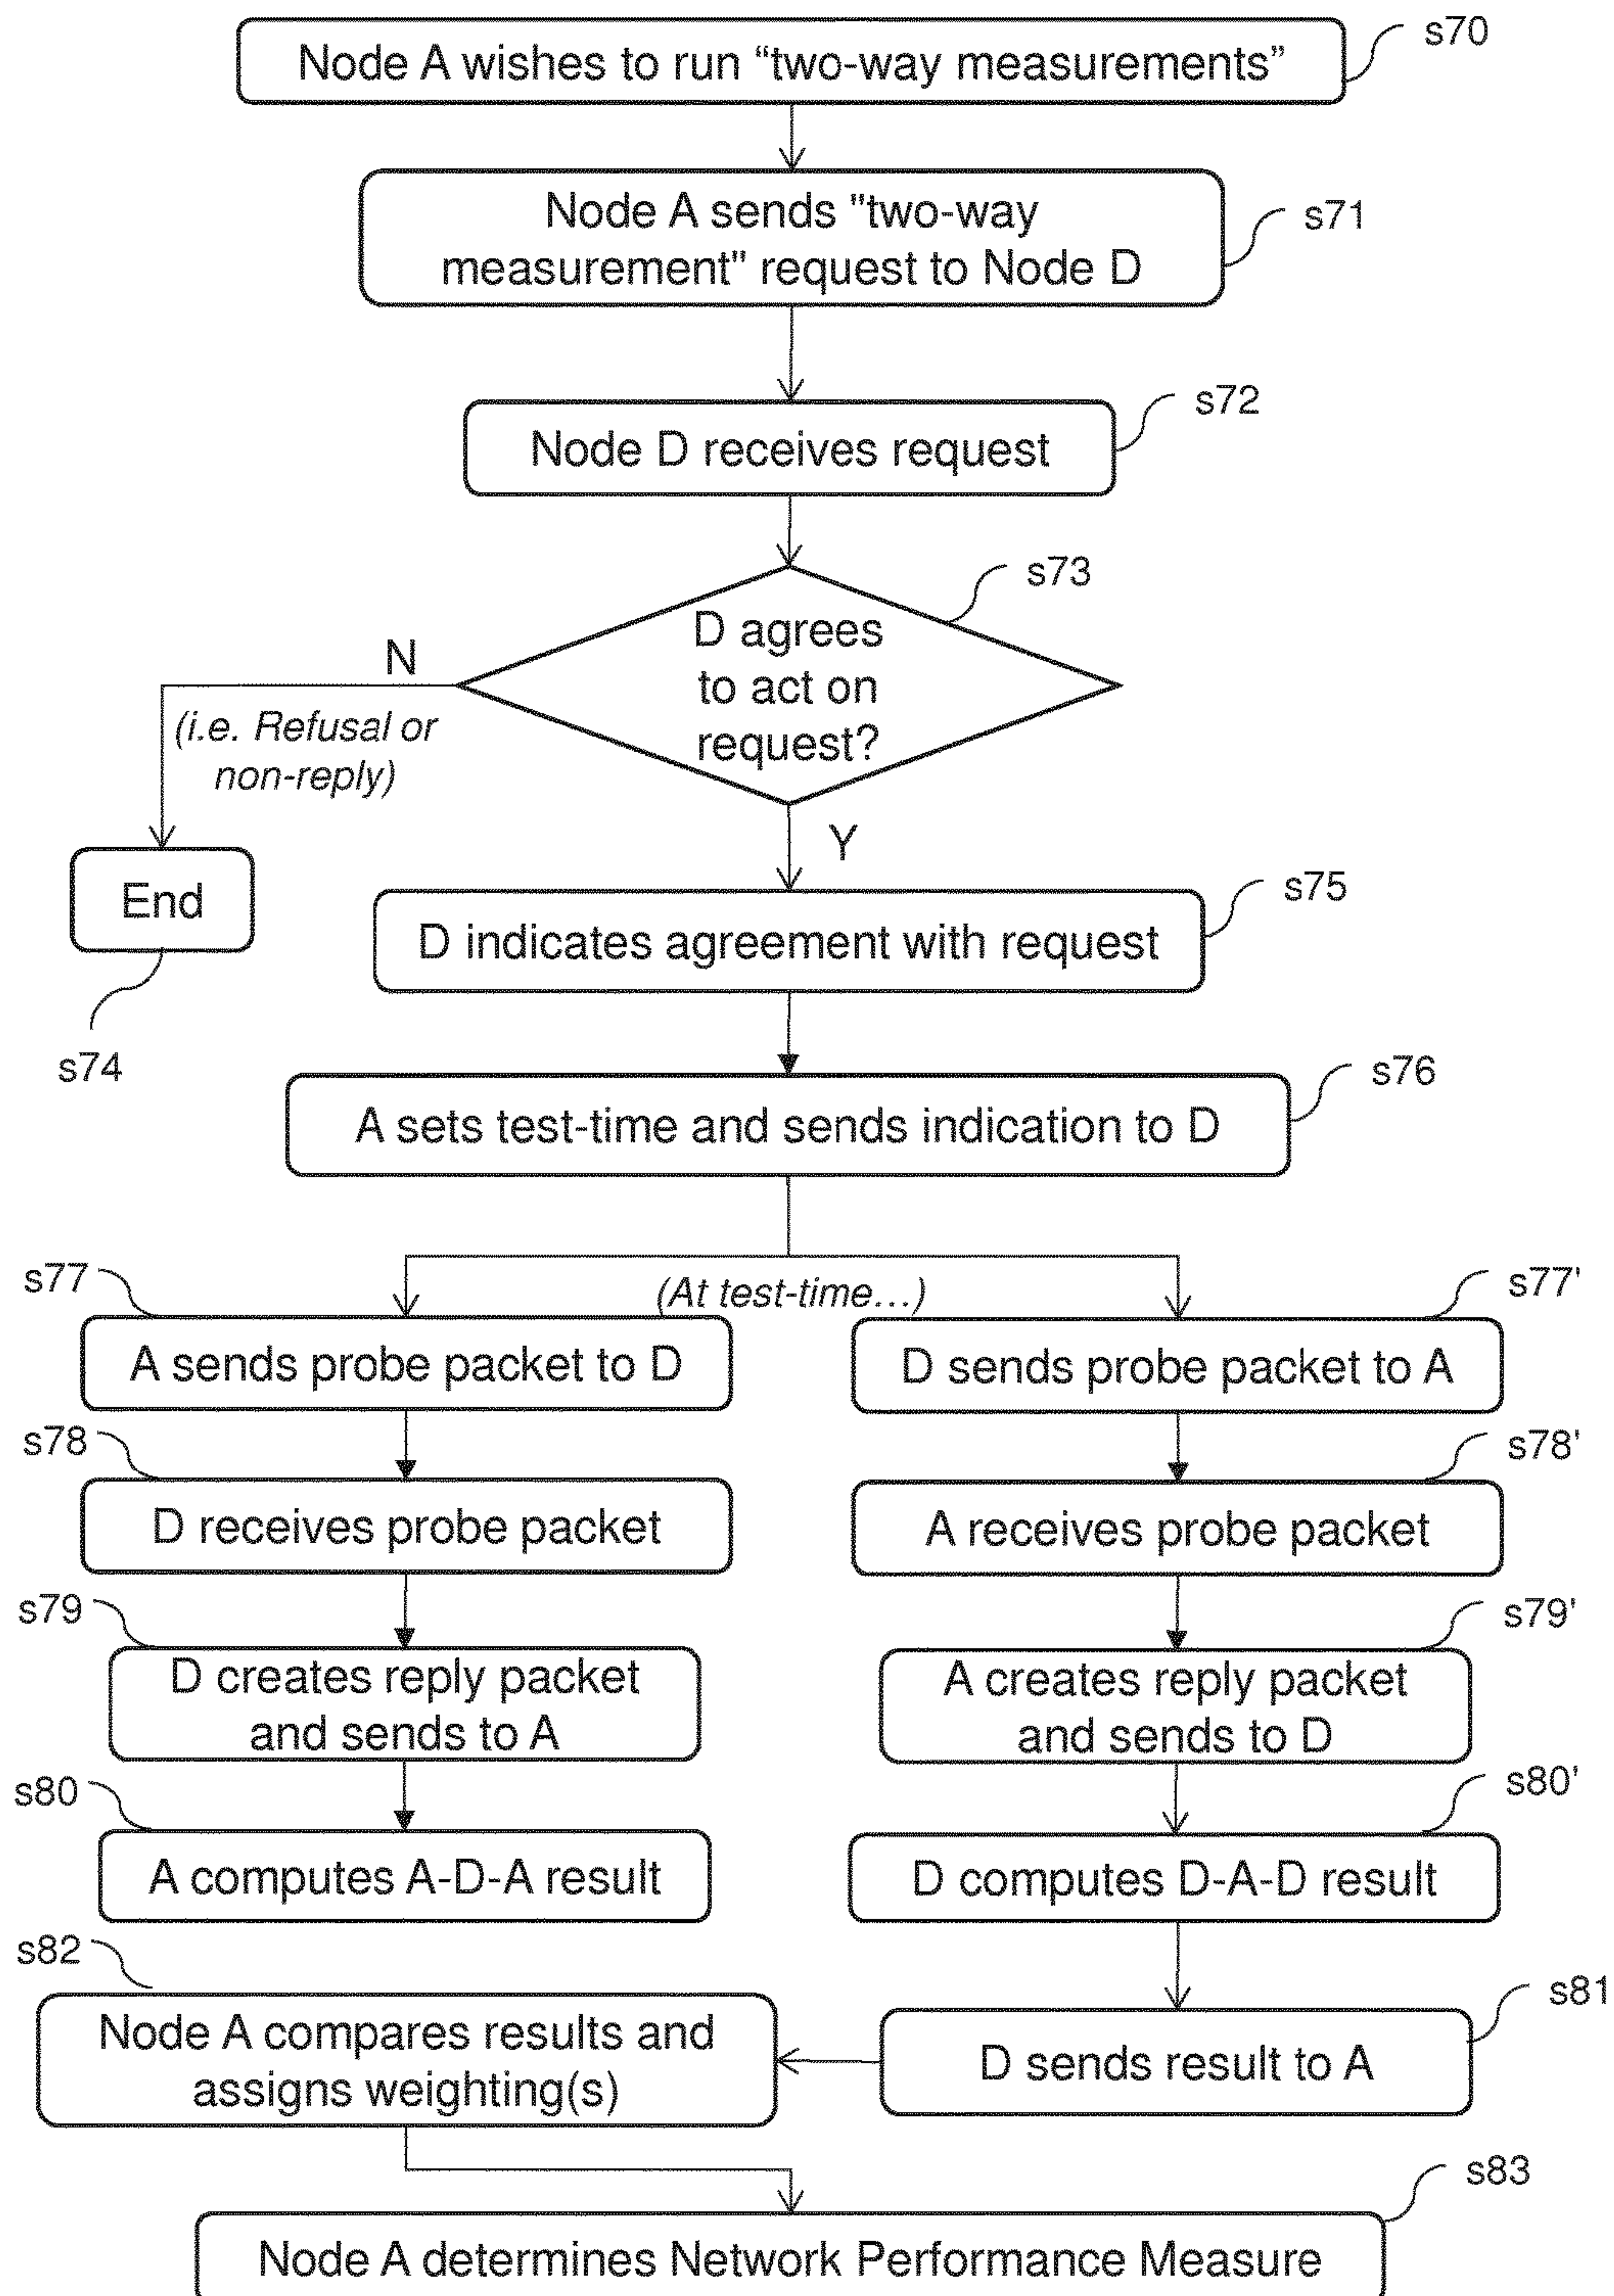 Node A wishes to run “two-way measurements”
s70
Node A sends "two-way
measurement" request to Node D
s71
Node D receives request
s72
D agrees
to act on
request?
s73
N
(i.e. Refusal or
non-reply)
End
s74
Y
D indicates agreement with request
s75
A sets test-time and sends indication to D
s76
(At test-time...)
s77
A sends probe packet to D
s77'
D sends probe packet to A
s78
D receives probe packet
s78'
A receives probe packet
s79
D creates reply packet
and sends to A
s79'
A creates reply packet
and sends to D
s80
A computes A-D-A result
s80'
D computes D-A-D result
s81
D sends result to A
s82
Node A compares results and
assigns weighting(s)
s83
Node A determines Network Performance Measure